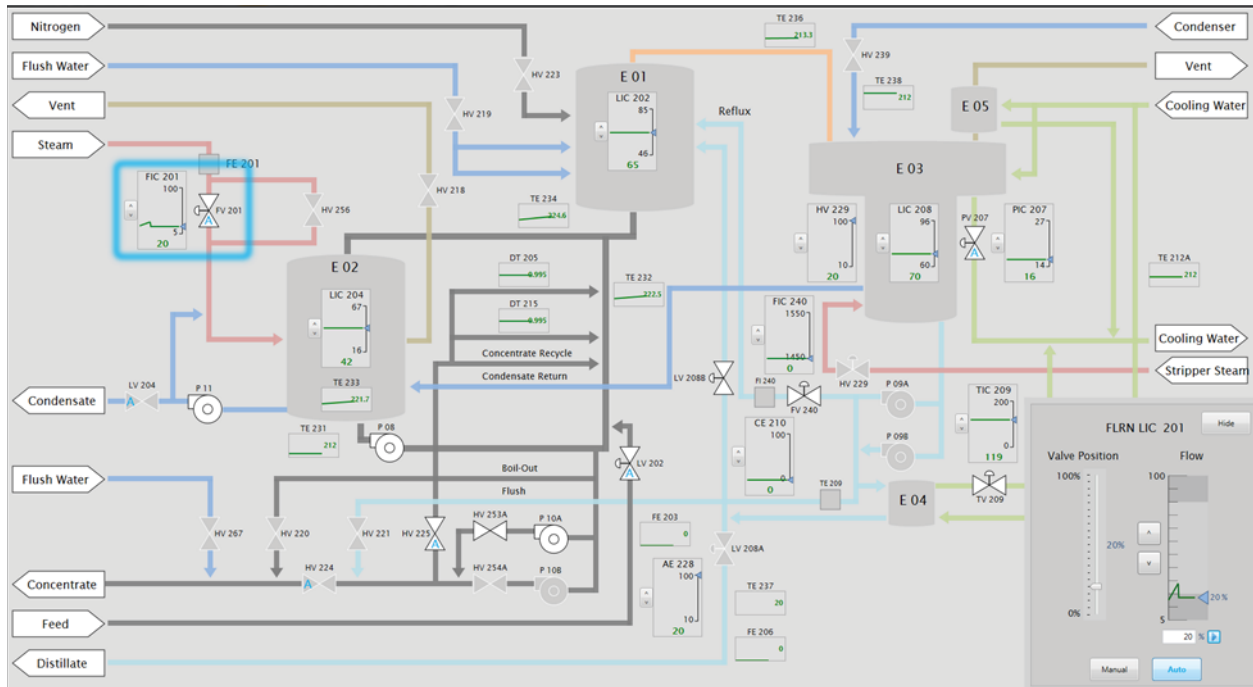 Nitrogen
Flush Water
Vent
Steam
HV 223
HV 219
HV 218
FE 201
FIC 201
100
5
20
FV 201
A
HV 256
E 01
LIC 202
85
46
65
TE 234
224.6
TE 236
213.3
Reflux
HV 239
TE 238
212
Condenser
Vent
Cooling Water
E 05
E 03
HV 229
100
10
20
LIC 208
96
60
70
PV 207
A
PIC 207
27
14
16
TE 212A
212
E 02
LIC 204
67
16
42
TE 233
221.7
DT 205
0.995
DT 215
0.995
TE 232
222.5
Concentrate Recycle
Condensate Return
FIC 240
1550
1450
0
LV 208B
FI 240
FV 240
HV 229
P 09A
P 09B
Cooling Water
Stripper Steam
Condensate
LV 204
A
P 11
TE 231
212
P 08
LV 202
A
CE 210
100
0
0
TIC 209
200
0
119
TE 209
E 04
TV 209
Flush Water
Boil-Out
Flush
HV 267
HV 220
HV 221
HV 225
A
HV 253A
P 10A
HV 224
A
HV 254A
P 10B
FE 203
0
LV 208A
AE 228
100
10
20
TE 237
20
FE 206
0
Concentrate
Feed
Distillate
FLRN LIC 201
Hide
Valve Position
Flow
100%
20%
0%
^
v
100
20%
5
20 %
Manual
Auto